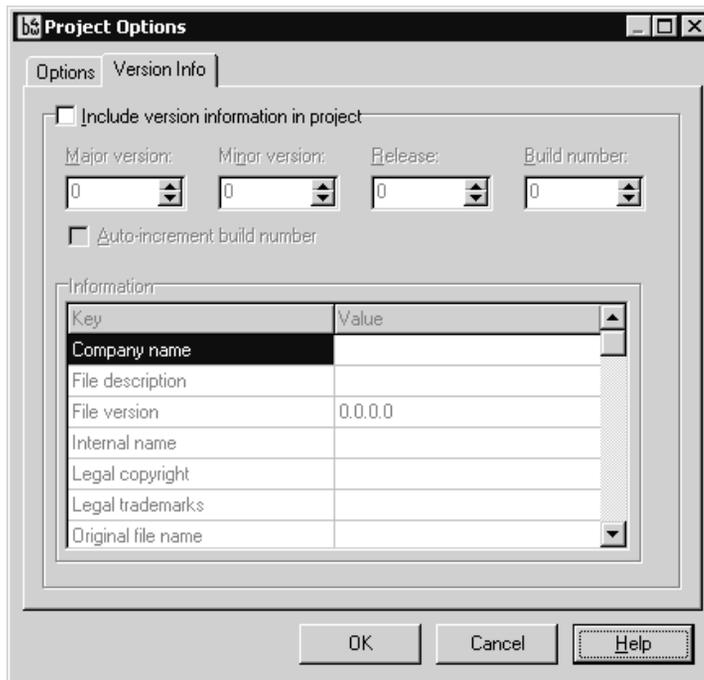 Project Options
Options Version Info
Include version information in project
Major version: Minor version: Release: Build number:
0 0 0 0
Auto-increment build number
Information
Key Value
Company name
File description
File version 0.0.0.0
Internal name
Legal copyright
Legal trademarks
Original file name
OK Cancel Help